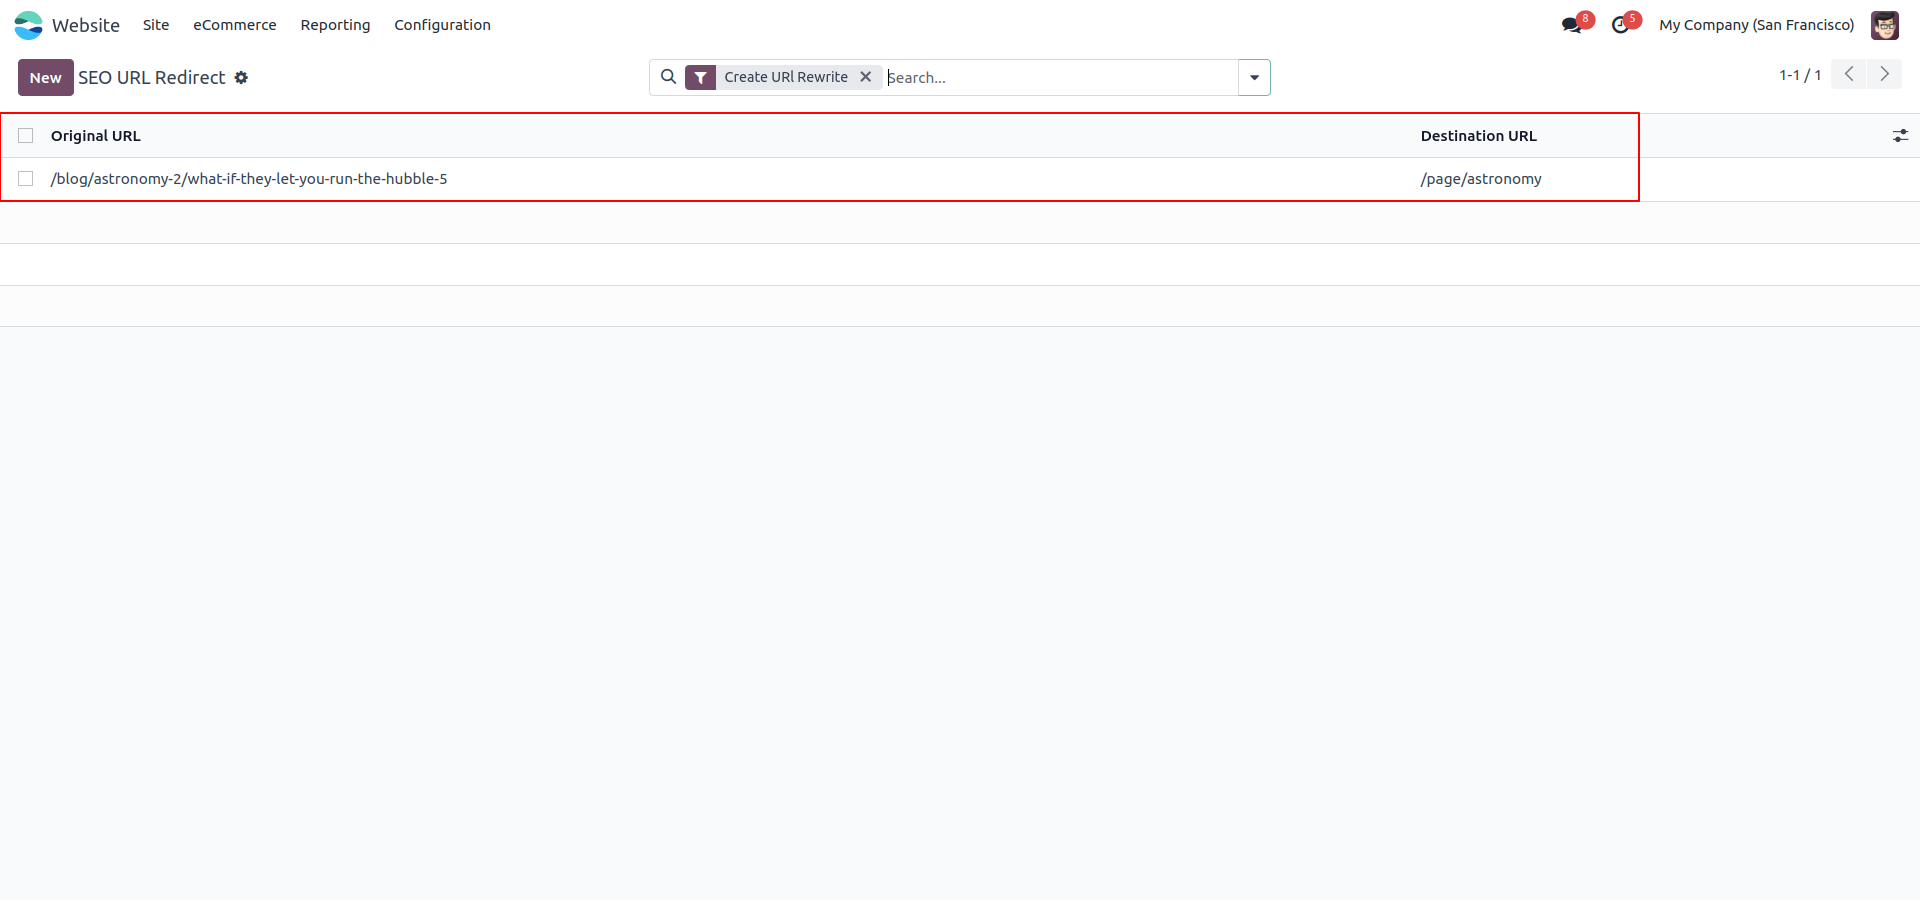 Website Site eCommerce Reporting Configuration 8 5 My Company (San Francisco)
New SEO URL Redirect Create URl Rewrite Search... 1-1 / 1
Original URL Destination URL
/blog/astronomy-2/what-if-they-let-you-run-the-hubble-5 /page/astronomy